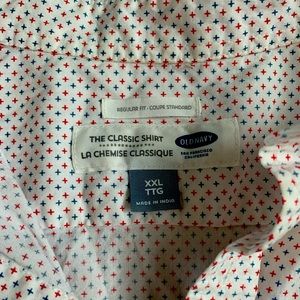 REGULAR FIT · COUPE STANDARD
THE CLASSIC SHIRT
LA CHEMISE CLASSIQUE
OLD NAVY
SAN FRANCISCO
CALIFORNIA
XXL
TTG
MADE IN INDIA